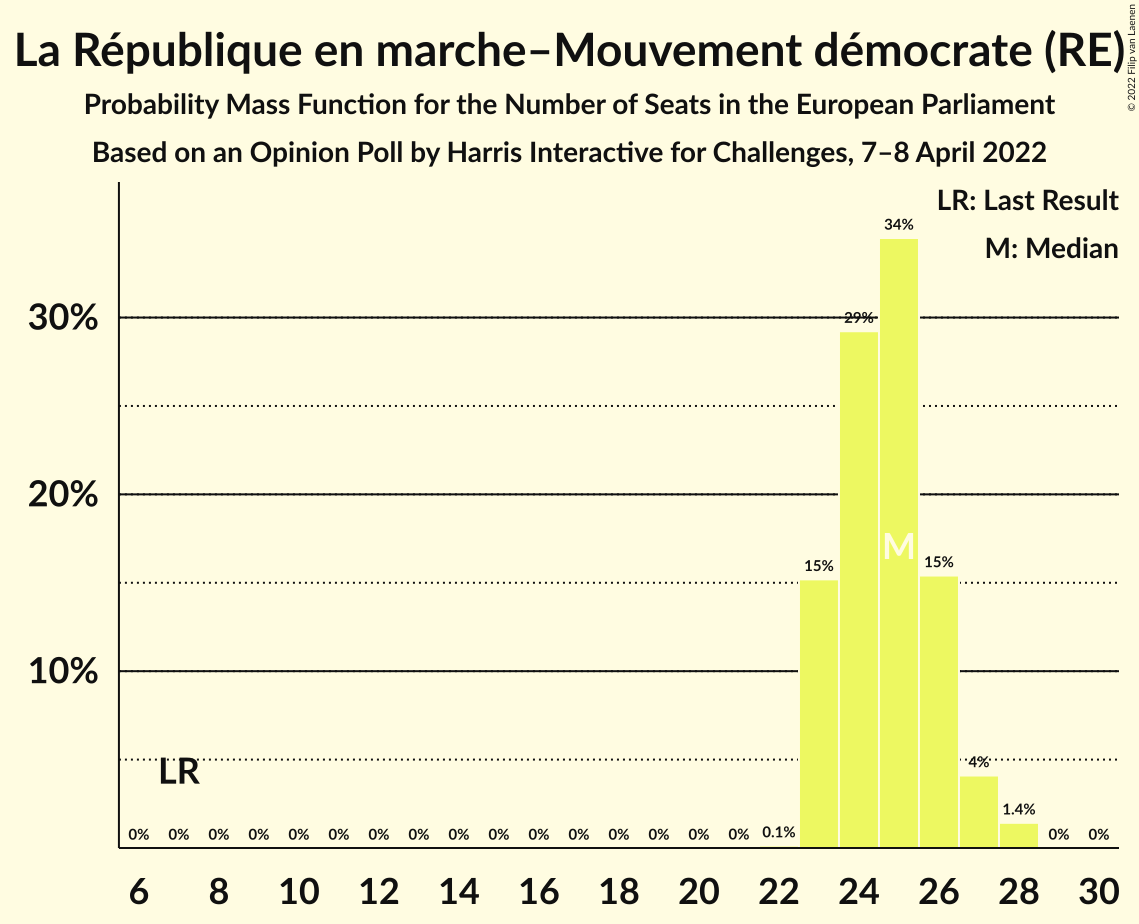 La République en marche–Mouvement démocrate (RE)
© 2022 Filip van Laenen
Probability Mass Function for the Number of Seats in the European Parliament
Based on an Opinion Poll by Harris Interactive for Challenges, 7–8 April 2022
LR: Last Result
M: Median
34%
30%
29%
20%
M
15%
15%
10%
LR
4%
1.4%
0% 0% 0% 0% 0% 0% 0% 0% 0% 0% 0% 0% 0% 0% 0% 0% 0.1% 0% 0%
6 8 10 12 14 16 18 20 22 24 26 28 30